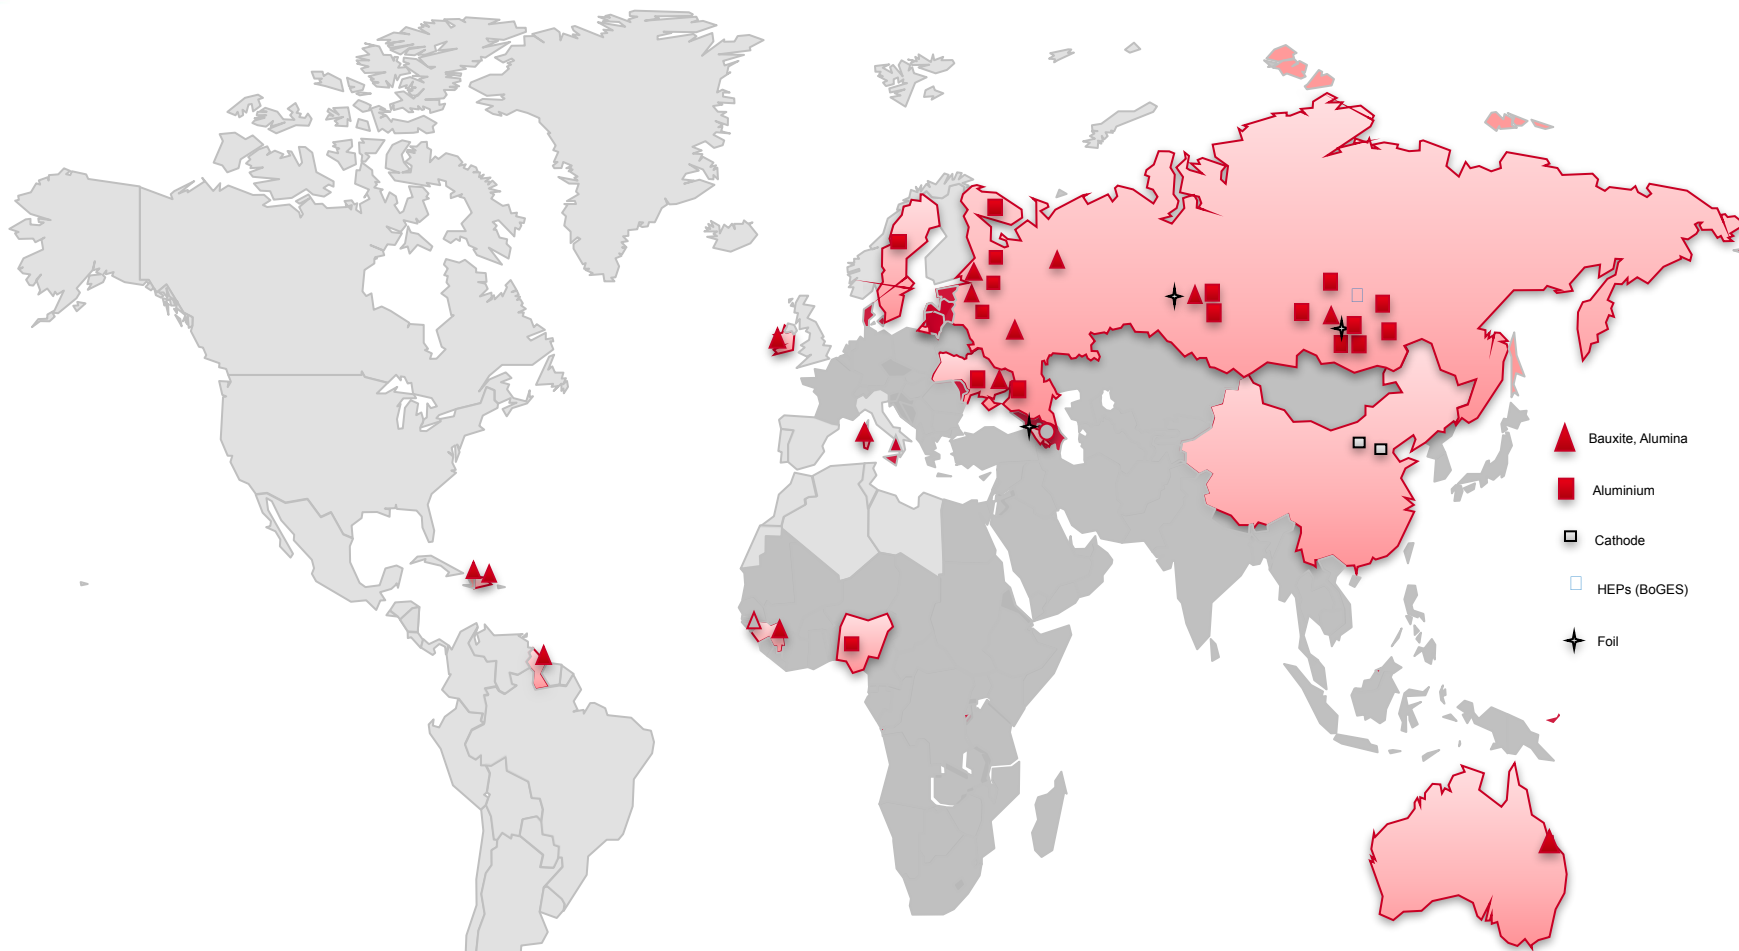 Bauxite, Alumina
Aluminium
Cathode
HEPs (BoGES)
Foil